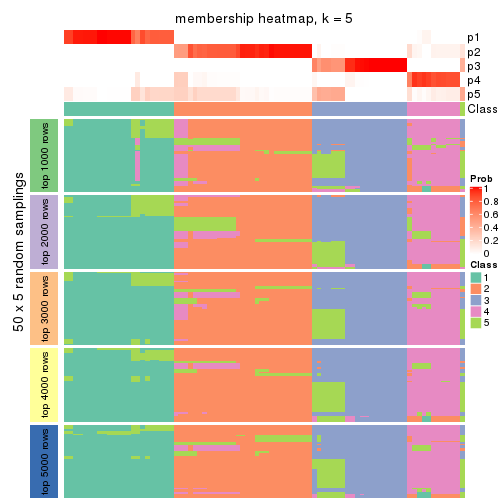 membership heatmap, k = 5
p1
p2
p3
p4
p5
Class
50 x 5 random samplings
top 1000 rows
top 2000 rows
top 3000 rows
top 4000 rows
top 5000 rows
Prob
1
0.8
0.6
0.4
0.2
0
Class
1
2
3
4
5